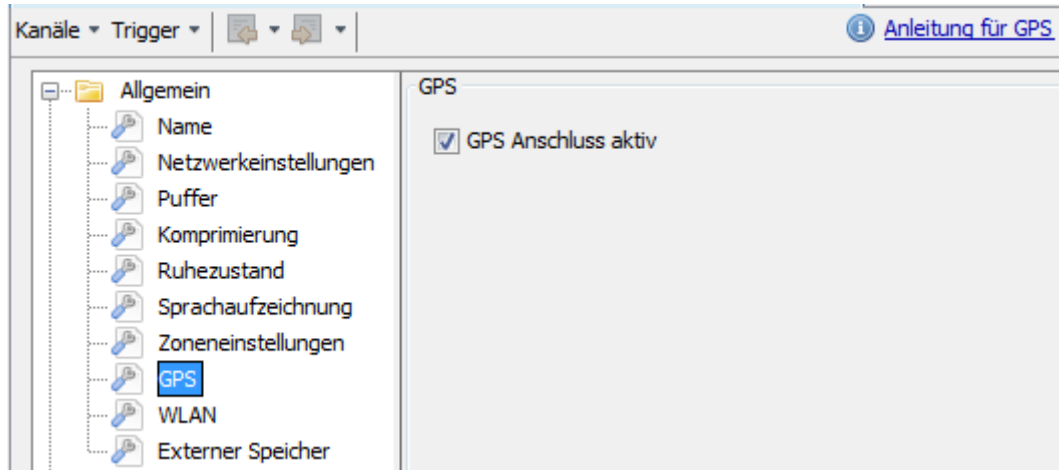 Kanäle Trigger Anleitung für GPS
Allgemein
Name
Netzwerkeinstellungen
Puffer
Komprimierung
Ruhezustand
Sprachaufzeichnung
Zoneneinstellungen
GPS
WLAN
Externer Speicher
GPS
GPS Anschluss aktiv